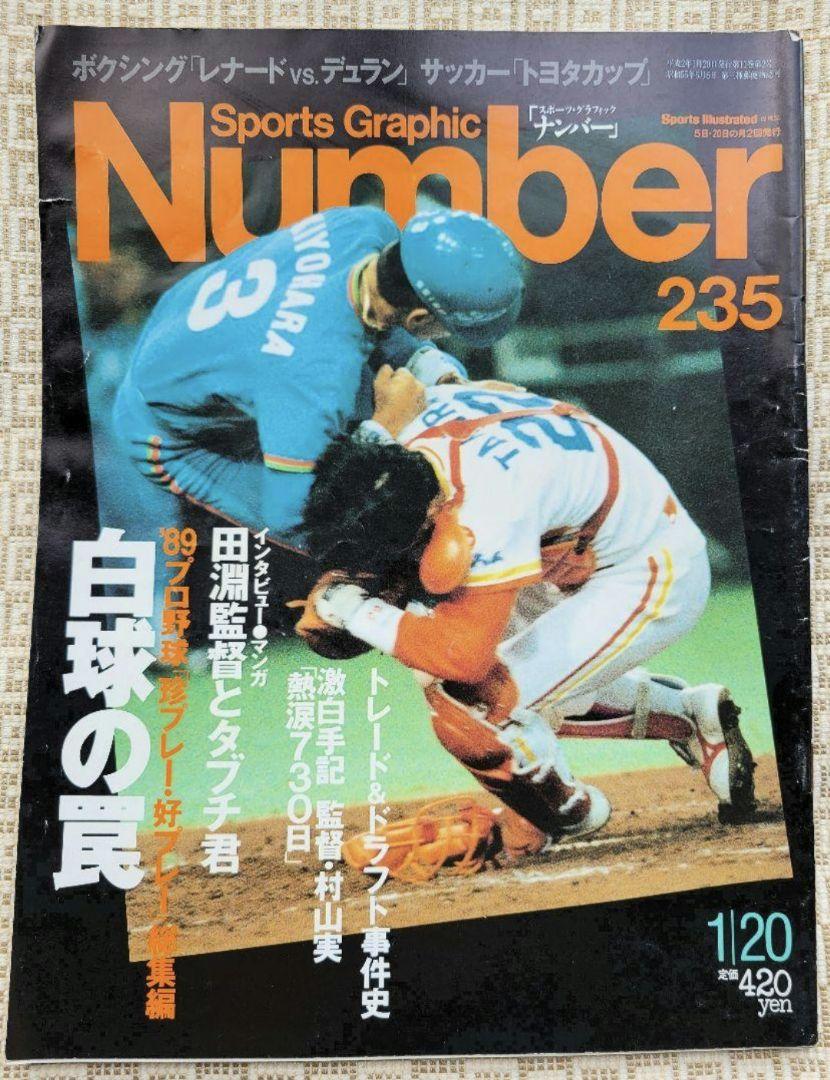 ボクシング「レナードvs.デュラン」 サッカー「トヨタカップ」
Sports Graphic
スポーツ・グラフィック
「ナンバー」
Sports Illustrated
5日・20日の月2回発行
Number
235
KIYOHARA
3
22
白球の罠
'89プロ野球「珍プレー!好プレー」総集編
インタビュー●マンガ
田淵監督とタブチ君
激白手記 監督・村山実
「熱涙730日」
トレード&ドラフト事件史
1|20
定価420
yen